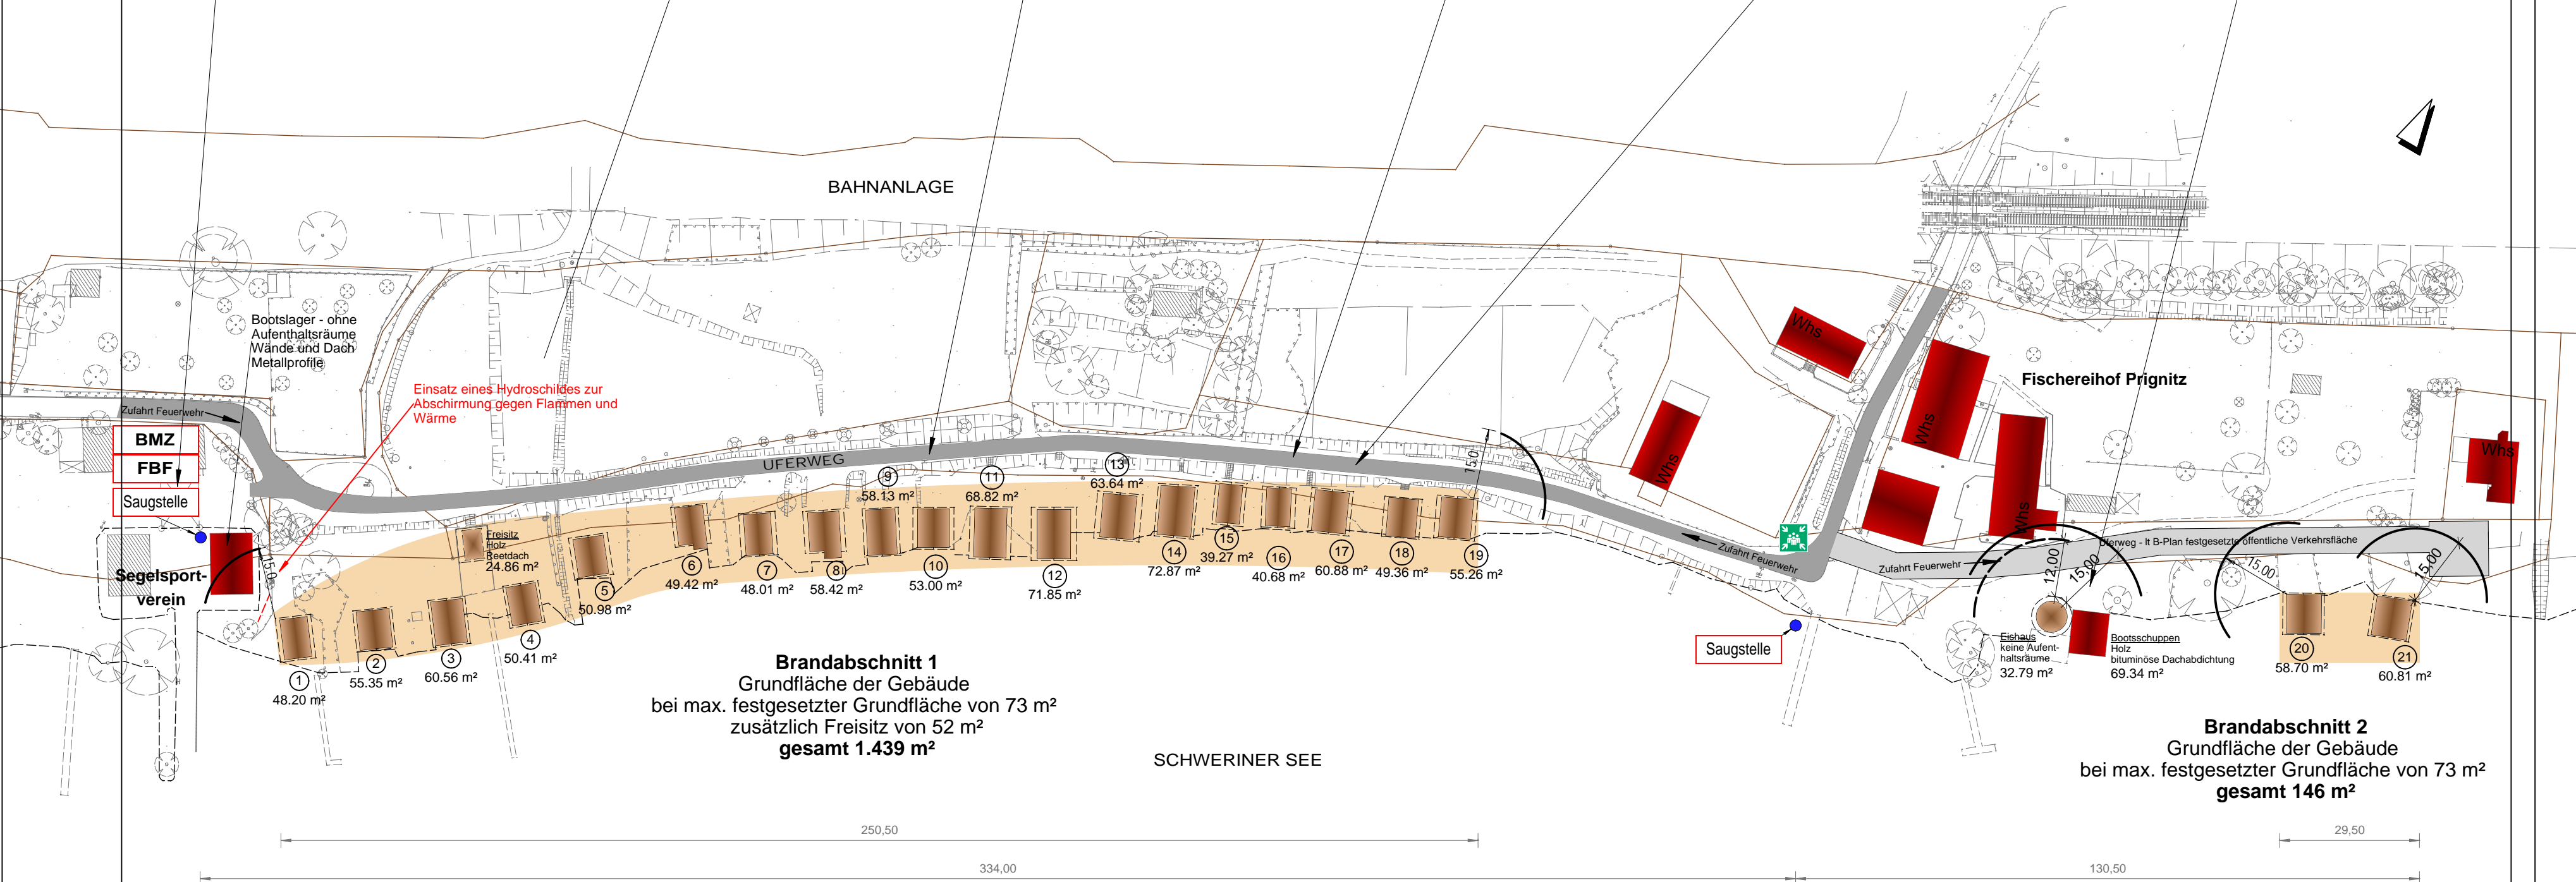 BAHNANLAGE
Bootslager - ohne
Aufenthaltsräume
Wände und Dach
Metallprofile
Einsatz eines Hydroschildes zur
Abschirmung gegen Flammen und
Wärme
Zufahrt Feuerwehr
BMZ
FBF
Saugstelle
Segelsport-
verein
15.0
UFERWEG
Freisitz
Holz
Reetdach
24.86 m²
1
48.20 m²
2
55.35 m²
3
60.56 m²
4
50.41 m²
5
50.98 m²
6
49.42 m²
7
48.01 m²
8
58.42 m²
9
58.13 m²
10
53.00 m²
11
68.82 m²
12
71.85 m²
13
63.64 m²
14
72.87 m²
15
39.27 m²
16
40.68 m²
17
60.88 m²
18
49.36 m²
19
55.26 m²
15.0
Whs
Whs
Whs
Whs
Whs
Fischereihof Prignitz
Zufahrt Feuerwehr
Zufahrt Feuerwehr
Uferweg - lt B-Plan festgesetzte öffentliche Verkehrsfläche
Saugstelle
12,00
15,00
15,00
15,00
Eishaus
keine Aufent-
haltsräume
32.79 m²
Bootsschuppen
Holz
bituminöse Dachabdichtung
69.34 m²
20
58.70 m²
21
60.81 m²
Brandabschnitt 1
Grundfläche der Gebäude
bei max. festgesetzter Grundfläche von 73 m²
zusätzlich Freisitz von 52 m²
gesamt 1.439 m²
SCHWERINER SEE
Brandabschnitt 2
Grundfläche der Gebäude
bei max. festgesetzter Grundfläche von 73 m²
gesamt 146 m²
250,50
29,50
334,00
130,50